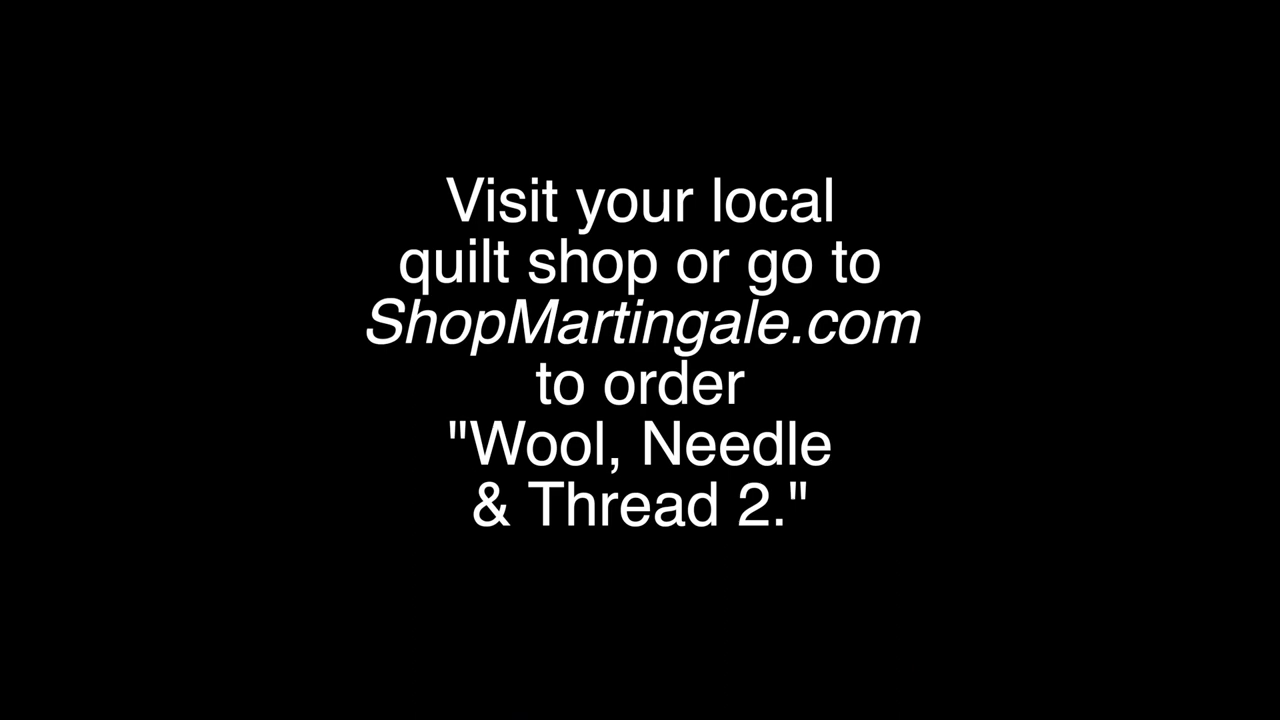 Visit your local
quilt shop or go to
ShopMartingale.com
to order
"Wool, Needle
& Thread 2."